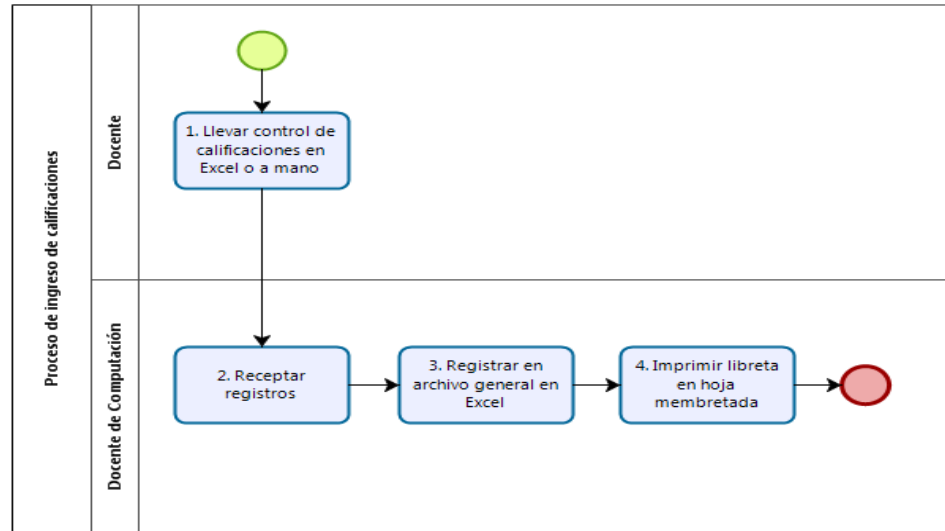 Proceso de ingreso de calificaciones
Docente
1. Llevar control de
calificaciones en
Excel o a mano
Docente de Computación
2. Receptar
registros
3. Registrar en
archivo general en
Excel
4. Imprimir libreta
en hoja
membretada